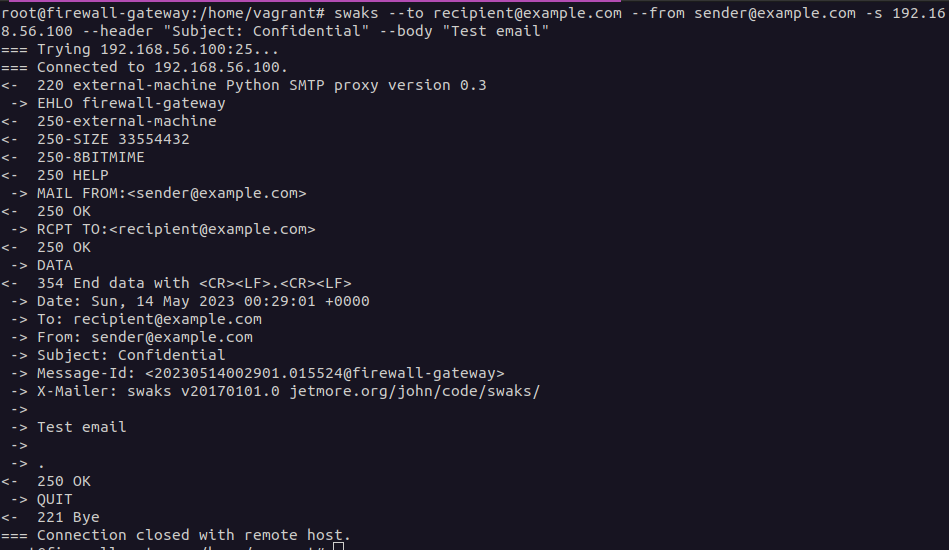 root@firewall-gateway:/home/vagrant# swaks --to recipient@example.com --from sender@example.com -s 192.16
8.56.100 --header "Subject: Confidential" --body "Test email"
=== Trying 192.168.56.100:25...
=== Connected to 192.168.56.100.
<-  220 external-machine Python SMTP proxy version 0.3
 -> EHLO firewall-gateway
<-  250-external-machine
<-  250-SIZE 33554432
<-  250-8BITMIME
<-  250 HELP
 -> MAIL FROM:<sender@example.com>
<-  250 OK
 -> RCPT TO:<recipient@example.com>
<-  250 OK
 -> DATA
<-  354 End data with <CR><LF>.<CR><LF>
 -> Date: Sun, 14 May 2023 00:29:01 +0000
 -> To: recipient@example.com
 -> From: sender@example.com
 -> Subject: Confidential
 -> Message-Id: <20230514002901.015524@firewall-gateway>
 -> X-Mailer: swaks v20170101.0 jetmore.org/john/code/swaks/
 ->
 -> Test email
 ->
 -> .
<-  250 OK
 -> QUIT
<-  221 Bye
=== Connection closed with remote host.